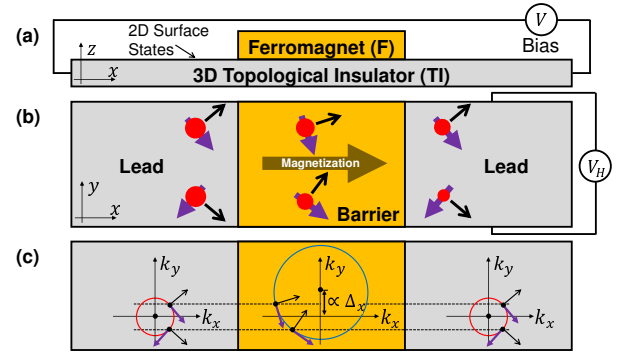 (a)
2D Surface
States
z
x
Ferromagnet (F)
3D Topological Insulator (TI)
V
Bias
(b)
Lead
Magnetization
Barrier
Lead
y
x
V_H
(c)
k_y
k_x
k_y
∝ Δ_x
k_x
k_y
k_x